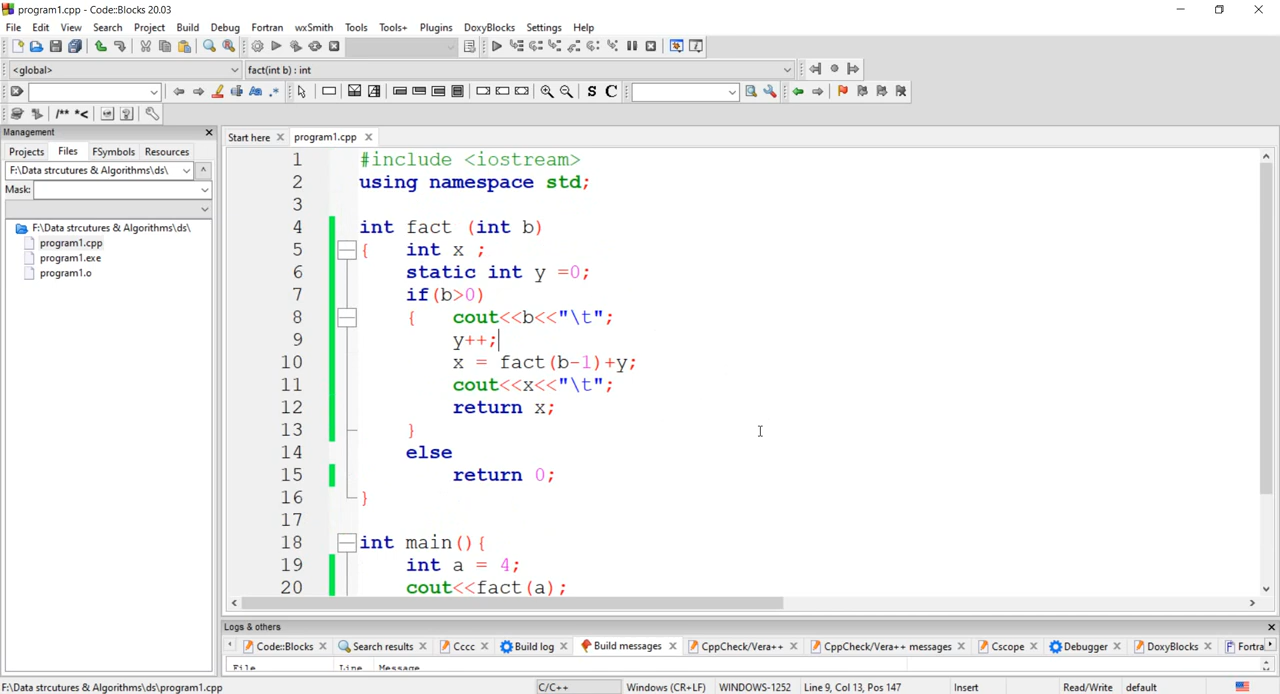 program1.cpp - Code::Blocks 20.03
File Edit View Search Project Build Debug Fortran wxSmith Tools Tools+ Plugins DoxyBlocks Settings Help
<global> fact(int b) : int
S C
/** *<
Management
Projects Files FSymbols Resources
F:\Data strcutures & Algorithms\ds\
Mask:
F:\Data strcutures & Algorithms\ds\
program1.cpp
program1.exe
program1.o
Start here program1.cpp
1 #include <iostream>
2 using namespace std;
3
4 int fact (int b)
5 { int x ;
6 static int y =0;
7 if(b>0)
8 { cout<<b<<"\t";
9 y++;
10 x = fact(b-1)+y;
11 cout<<x<<"\t";
12 return x;
13 }
14 else
15 return 0;
16 }
17
18 int main(){
19 int a = 4;
20 cout<<fact(a);
Logs & others
Code::Blocks Search results Cccc Build log Build messages CppCheck/Vera++ CppCheck/Vera++ messages Cscope Debugger DoxyBlocks Fortra
File Line Message
F:\Data strcutures & Algorithms\ds\program1.cpp C/C++ Windows (CR+LF) WINDOWS-1252 Line 9, Col 13, Pos 147 Insert Read/Write default